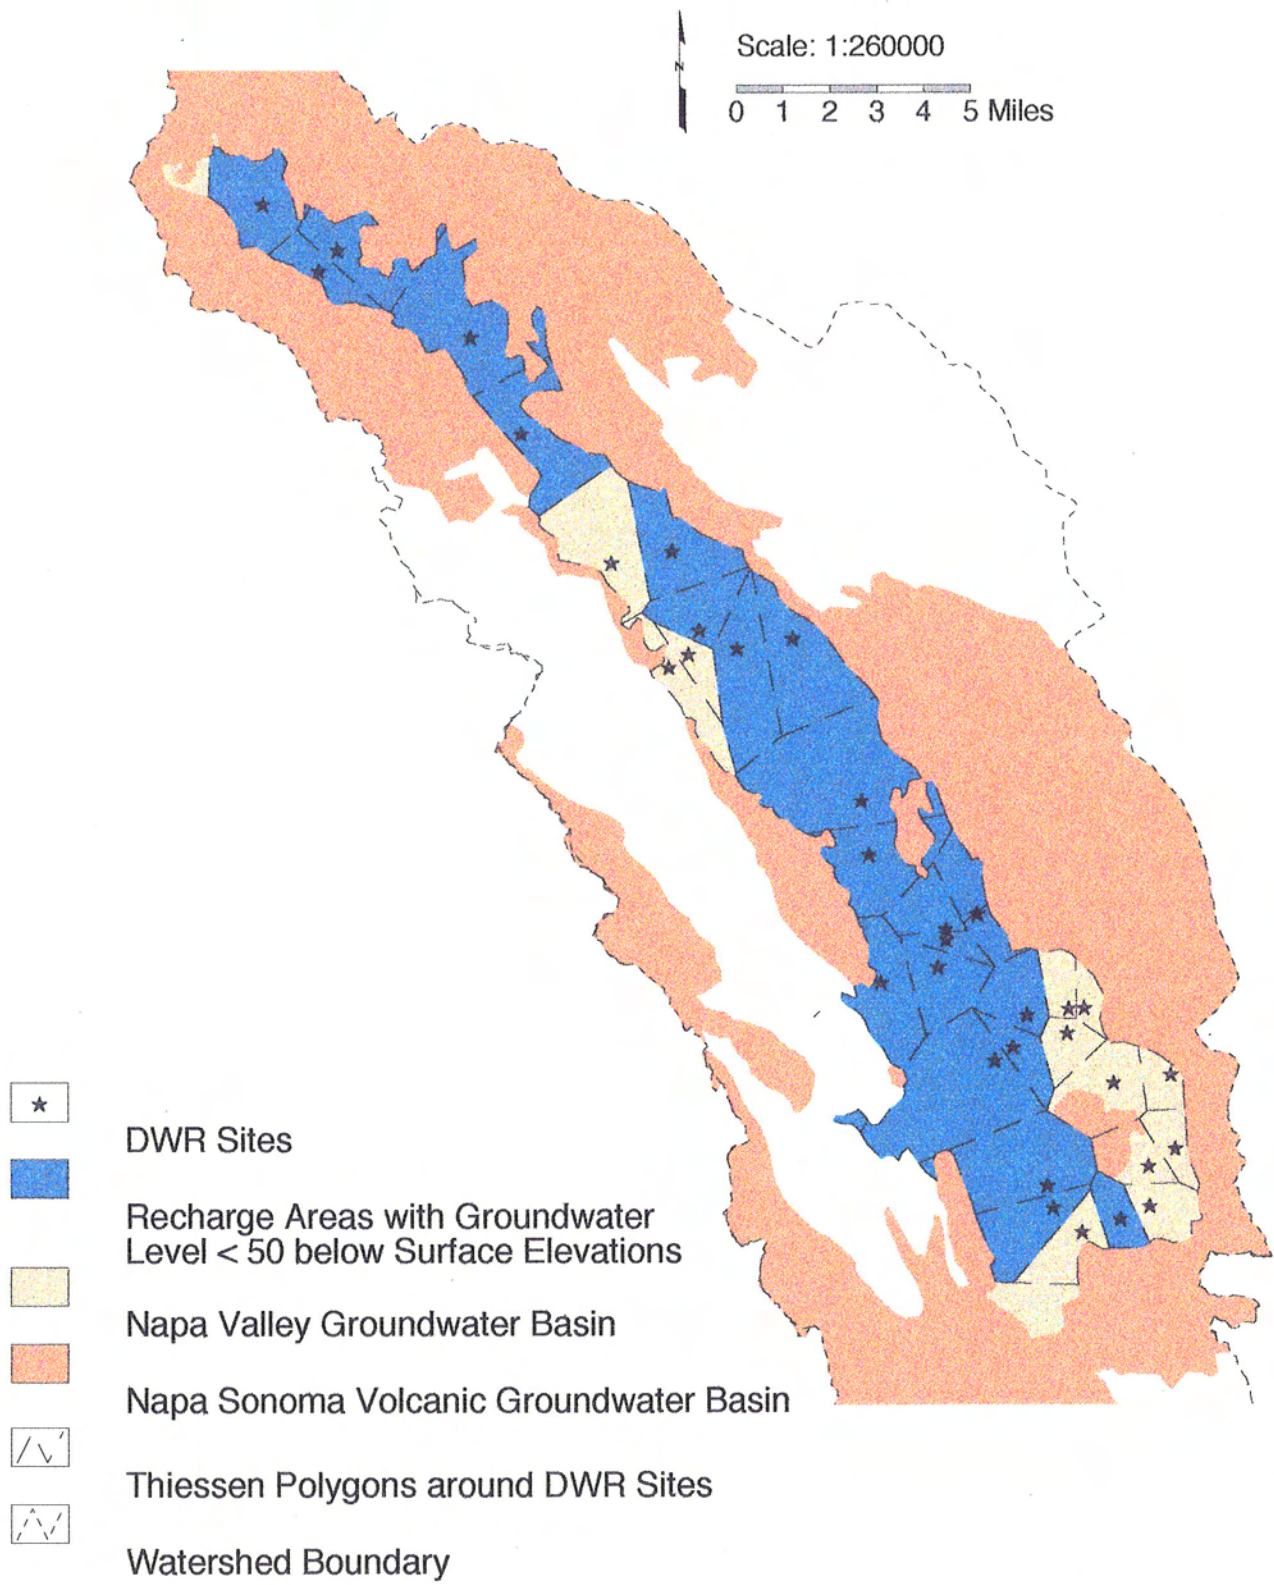 N
Scale: 1:260000
0 1 2 3 4 5 Miles
DWR Sites
Recharge Areas with Groundwater
Level < 50 below Surface Elevations
Napa Valley Groundwater Basin
Napa Sonoma Volcanic Groundwater Basin
Thiessen Polygons around DWR Sites
Watershed Boundary